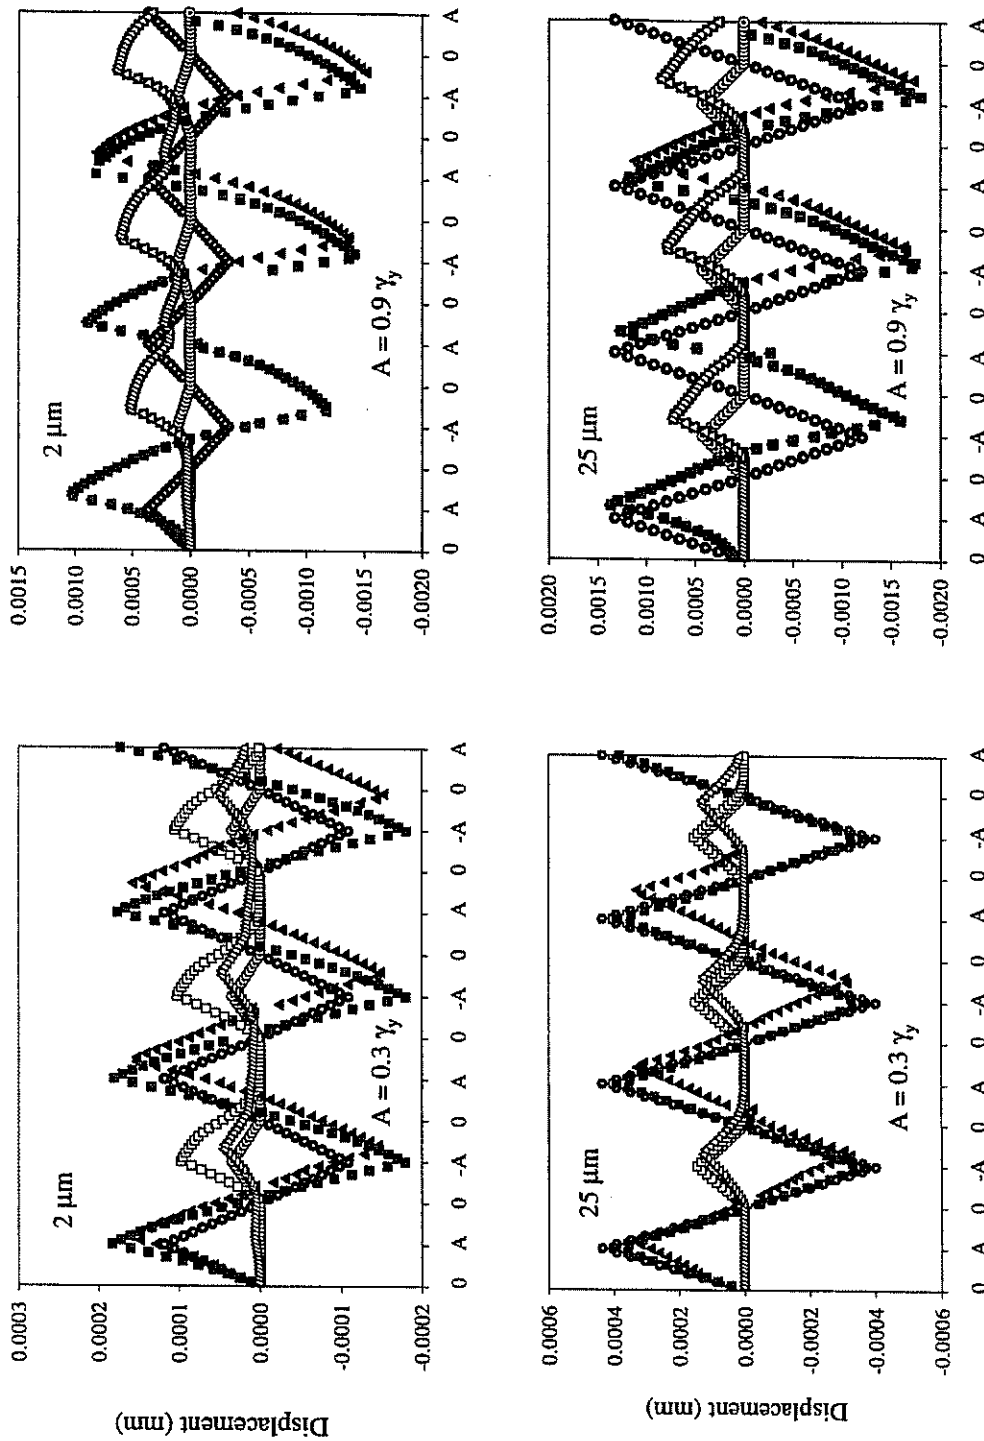 Displacement (mm)
0.0003
0.0001
0.0000
-0.0001
-0.0002
2 μm
A = 0.3 γy
0 A 0 -A 0 A 0 -A 0 A 0 -A 0 A
0.0015
0.0010
0.0005
0.0000
-0.0005
-0.0010
-0.0015
-0.0020
2 μm
A = 0.9 γy
0 A 0 -A 0 A 0 -A 0 A 0 -A 0 A
Displacement (mm)
0.0006
0.0004
0.0002
0.0000
-0.0002
-0.0004
-0.0006
25 μm
A = 0.3 γy
0 A 0 -A 0 A 0 -A 0 A 0 -A 0 A
0.0020
0.0015
0.0010
0.0005
0.0000
-0.0005
-0.0010
-0.0015
-0.0020
25 μm
A = 0.9 γy
0 A 0 -A 0 A 0 -A 0 A 0 -A 0 A